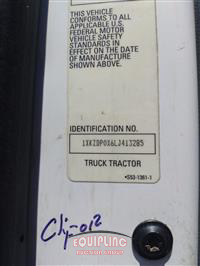 THIS VEHICLE
CONFORMS TO ALL
APPLICABLE U.S.
FEDERAL MOTOR
VEHICLE SAFETY
STANDARDS IN
EFFECT ON THE DATE
OF MANUFACTURE
SHOWN ABOVE.
IDENTIFICATION NO.
1XKZDP0X6LJ413285
TRUCK TRACTOR
S53-1361-1
EQUIPLINC